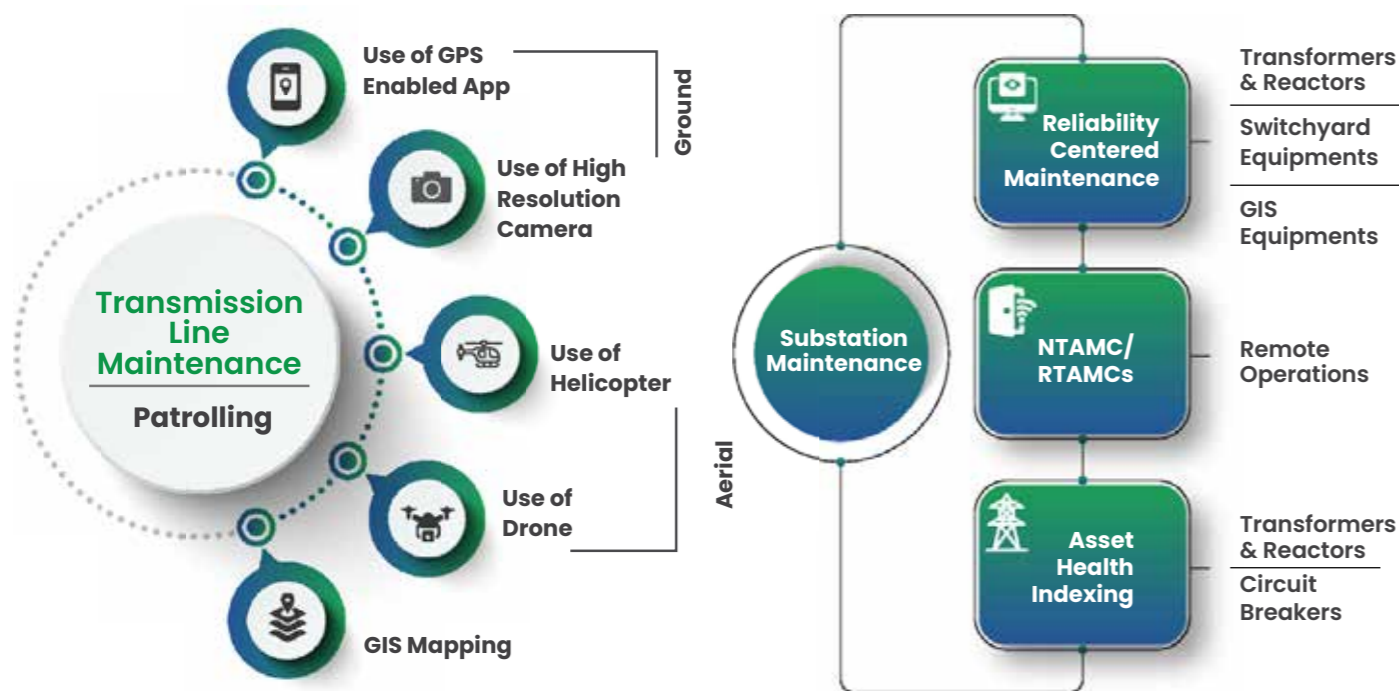 Use of GPS
Enabled App
Ground
Use of High
Resolution
Camera
Transmission
Line
Maintenance
Patrolling
Use of
Helicopter
Aerial
Use of
Drone
GIS Mapping
Substation
Maintenance
Reliability
Centered
Maintenance
Transformers
& Reactors
Switchyard
Equipments
GIS
Equipments
NTAMC/
RTAMCs
Remote
Operations
Asset
Health
Indexing
Transformers
& Reactors
Circuit
Breakers